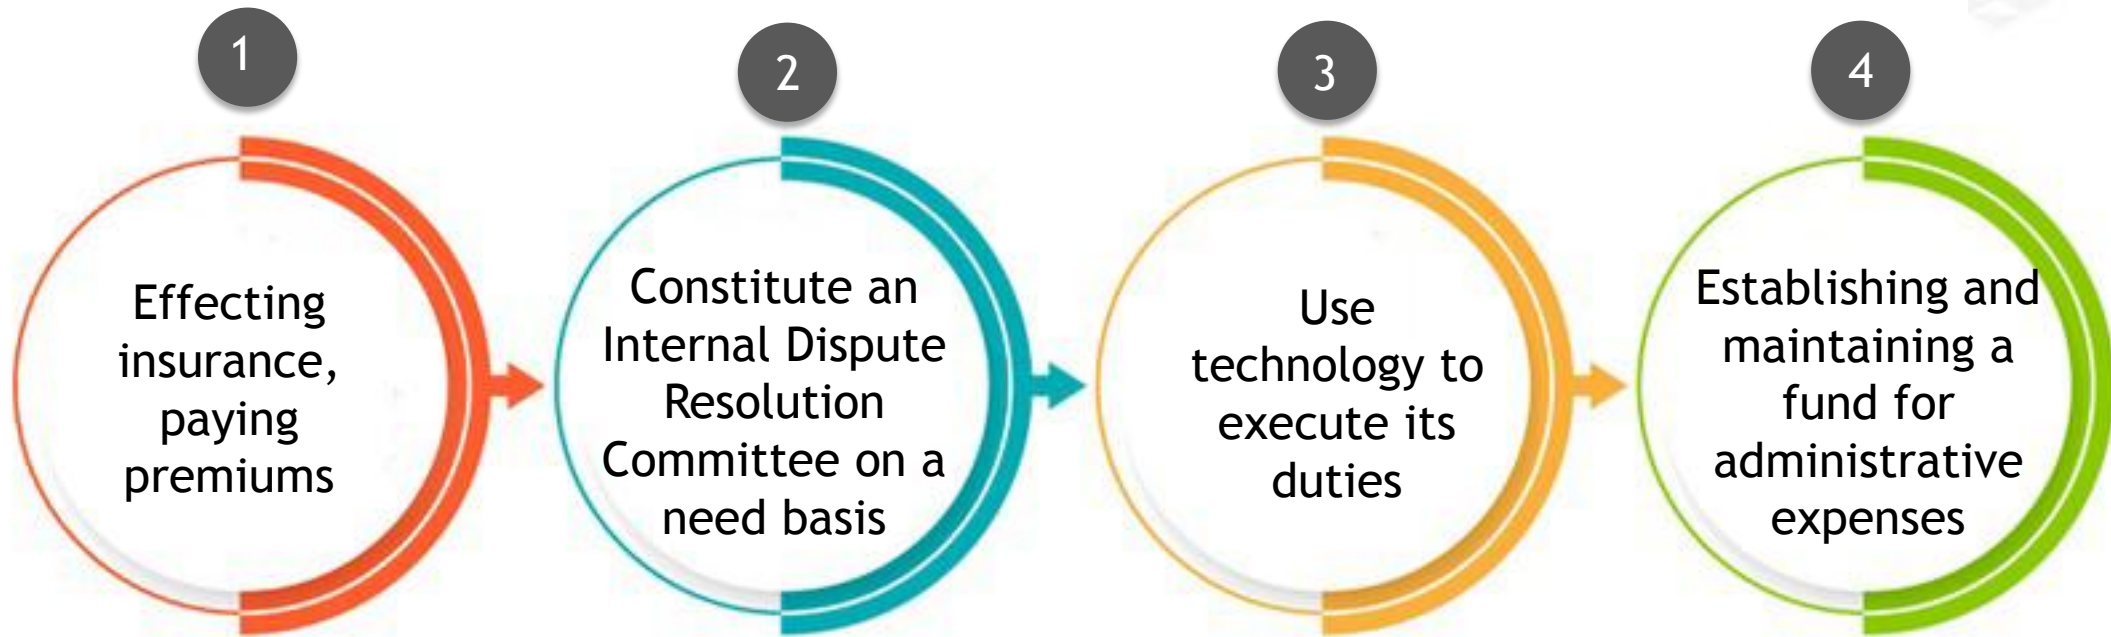 1
Effecting
insurance,
paying
premiums
2
Constitute an
Internal Dispute
Resolution
Committee on a
need basis
3
Use
technology to
execute its
duties
4
Establishing and
maintaining a
fund for
administrative
expenses